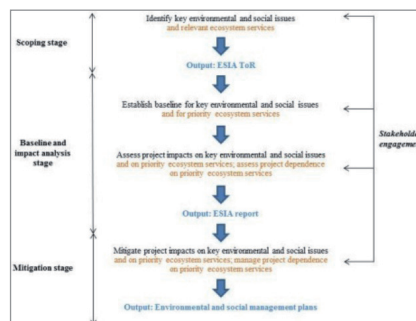 Identify key environmental and social issues
and relevant ecosystem services
Scoping stage
Output: ESIA ToR
Establish baseline for key environmental and social issues
and for priority ecosystem services
Baseline and
impact analysis
stage
Stakeholde
engageme
Assess project impacts on key environmental and social issues
and on priority ecosystem services; assess project dependence
on priority ecosystem services
Output: ESIA report
Mitigation stage
Mitigate project impacts on key environmental and social issues
and on priority ecosystem services; manage project dependence
on priority ecosystem services
Output: Environmental and social management plans